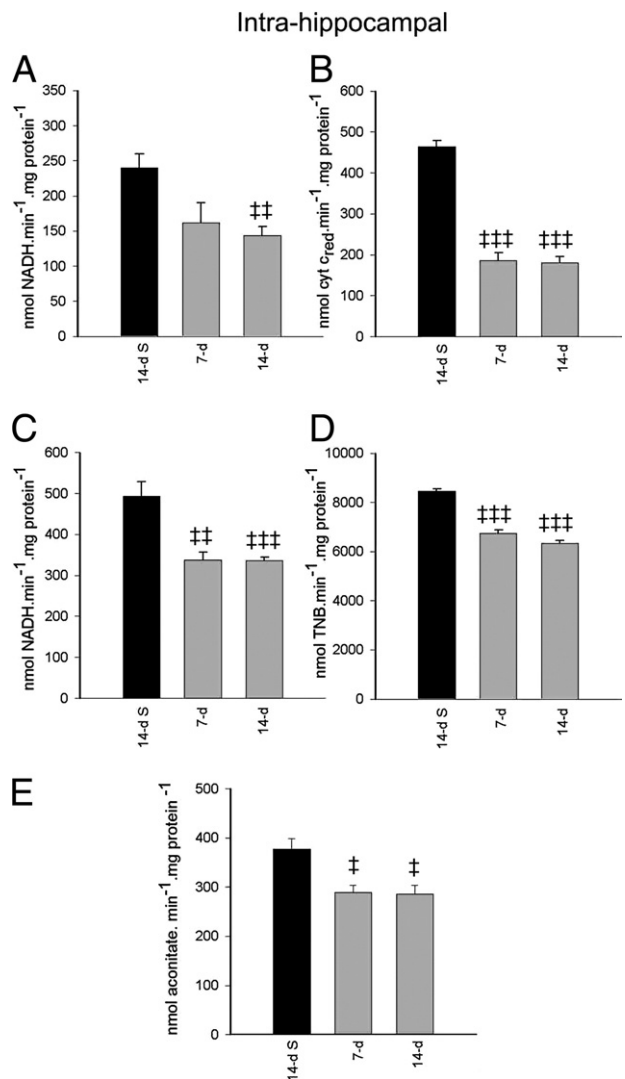 Intra-hippocampal
A
nmol NADH.min⁻¹.mg protein⁻¹
350
300
250
200
150
100
50
0
‡‡
14-d S
7-d
14-d
B
nmol cyt c_red.min⁻¹.mg protein⁻¹
600
500
400
300
200
100
0
‡‡‡
‡‡‡
14-d S
7-d
14-d
C
nmol NADH.min⁻¹.mg protein⁻¹
600
500
400
300
200
100
0
‡‡
‡‡‡
14-d S
7-d
14-d
D
nmol TNB.min⁻¹.mg protein⁻¹
10000
8000
6000
4000
2000
0
‡‡‡
‡‡‡
14-d S
7-d
14-d
E
nmol aconitate. min⁻¹.mg protein ⁻¹
500
400
300
200
100
0
‡
‡
14-d S
7-d
14-d